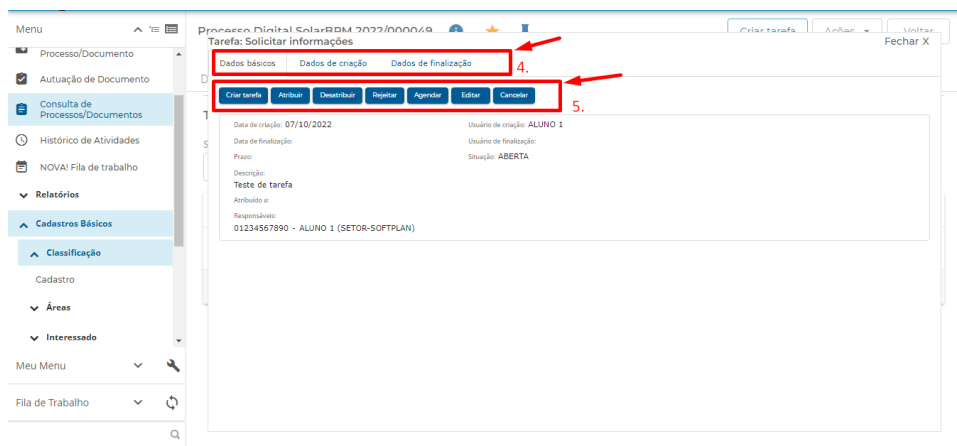 Menu
Processo/Documento
Autuação de Documento
Consulta de
Processos/Documentos
Histórico de Atividades
NOVA! Fila de trabalho
Relatórios
Cadastros Básicos
Classificação
Cadastro
Áreas
Interessado
Meu Menu
Fila de Trabalho
Processo Digital SolarBPM 2022/000049
Criar tarefa Ações Voltar
Tarefa: Solicitar informações Fechar X
Dados básicos Dados de criação Dados de finalização 4.
Criar tarefa Atribuir Desatribuir Rejeitar Agendar Editar Cancelar 5.
Data de criação: 07/10/2022 Usuário de criação: ALUNO 1
Data de finalização: Usuário de finalização:
Prazo: Situação: ABERTA
Descrição:
Teste de tarefa
Atribuído a:
Responsáveis:
01234567890 - ALUNO 1 (SETOR-SOFTPLAN)